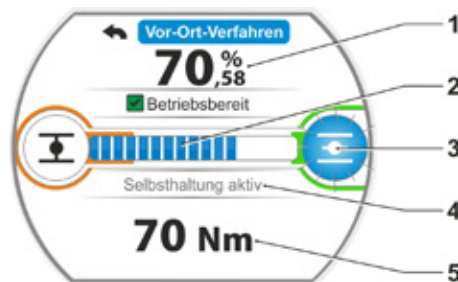 Vor-Ort-Verfahren
70,58 %
Betriebsbereit
Selbsthaltung aktiv
70 Nm
1
2
3
4
5